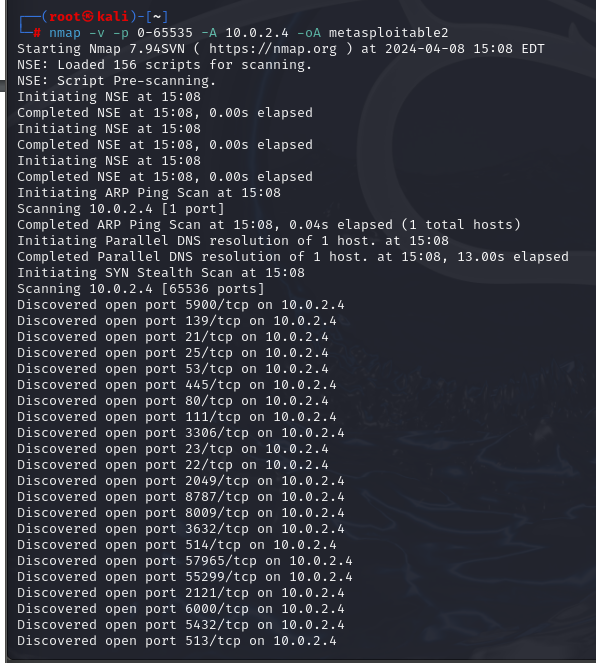 ┌──(root㉿kali)-[~]
└─# nmap -v -p 0-65535 -A 10.0.2.4 -oA metasploitable2
Starting Nmap 7.94SVN ( https://nmap.org ) at 2024-04-08 15:08 EDT
NSE: Loaded 156 scripts for scanning.
NSE: Script Pre-scanning.
Initiating NSE at 15:08
Completed NSE at 15:08, 0.00s elapsed
Initiating NSE at 15:08
Completed NSE at 15:08, 0.00s elapsed
Initiating NSE at 15:08
Completed NSE at 15:08, 0.00s elapsed
Initiating ARP Ping Scan at 15:08
Scanning 10.0.2.4 [1 port]
Completed ARP Ping Scan at 15:08, 0.04s elapsed (1 total hosts)
Initiating Parallel DNS resolution of 1 host. at 15:08
Completed Parallel DNS resolution of 1 host. at 15:08, 13.00s elapsed
Initiating SYN Stealth Scan at 15:08
Scanning 10.0.2.4 [65536 ports]
Discovered open port 5900/tcp on 10.0.2.4
Discovered open port 139/tcp on 10.0.2.4
Discovered open port 21/tcp on 10.0.2.4
Discovered open port 25/tcp on 10.0.2.4
Discovered open port 53/tcp on 10.0.2.4
Discovered open port 445/tcp on 10.0.2.4
Discovered open port 80/tcp on 10.0.2.4
Discovered open port 111/tcp on 10.0.2.4
Discovered open port 3306/tcp on 10.0.2.4
Discovered open port 23/tcp on 10.0.2.4
Discovered open port 22/tcp on 10.0.2.4
Discovered open port 2049/tcp on 10.0.2.4
Discovered open port 8787/tcp on 10.0.2.4
Discovered open port 8009/tcp on 10.0.2.4
Discovered open port 3632/tcp on 10.0.2.4
Discovered open port 514/tcp on 10.0.2.4
Discovered open port 57965/tcp on 10.0.2.4
Discovered open port 55299/tcp on 10.0.2.4
Discovered open port 2121/tcp on 10.0.2.4
Discovered open port 6000/tcp on 10.0.2.4
Discovered open port 5432/tcp on 10.0.2.4
Discovered open port 513/tcp on 10.0.2.4